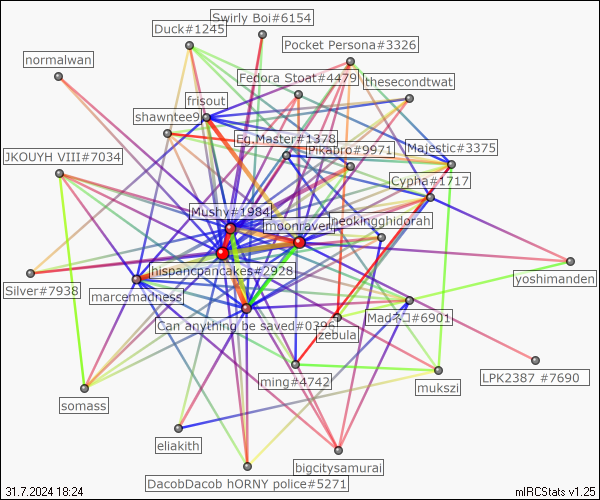 Swirly Boi#6154
Duck#1245
Pocket Persona#3326
normalwan
Fedora Stoat#4479
thesecondtwat
frisout
shawntee9
Eg.Master#1378
Pikapro#9971
Majestic#3375
JKOUYH VIII#7034
Cypha#1717
Mushy#1984
moonraven
neokingghidorah
hispancpancakes#2928
yoshimanden
Silver#7938
marcemadness
Can anything be saved#0396
Madネコ#6901
zebula
ming#4742
mukszi
LPK2387 #7690
somass
eliakith
bigcitysamurai
DacobDacob hORNY police#5271
31.7.2024 18:24
mIRCStats v1.25